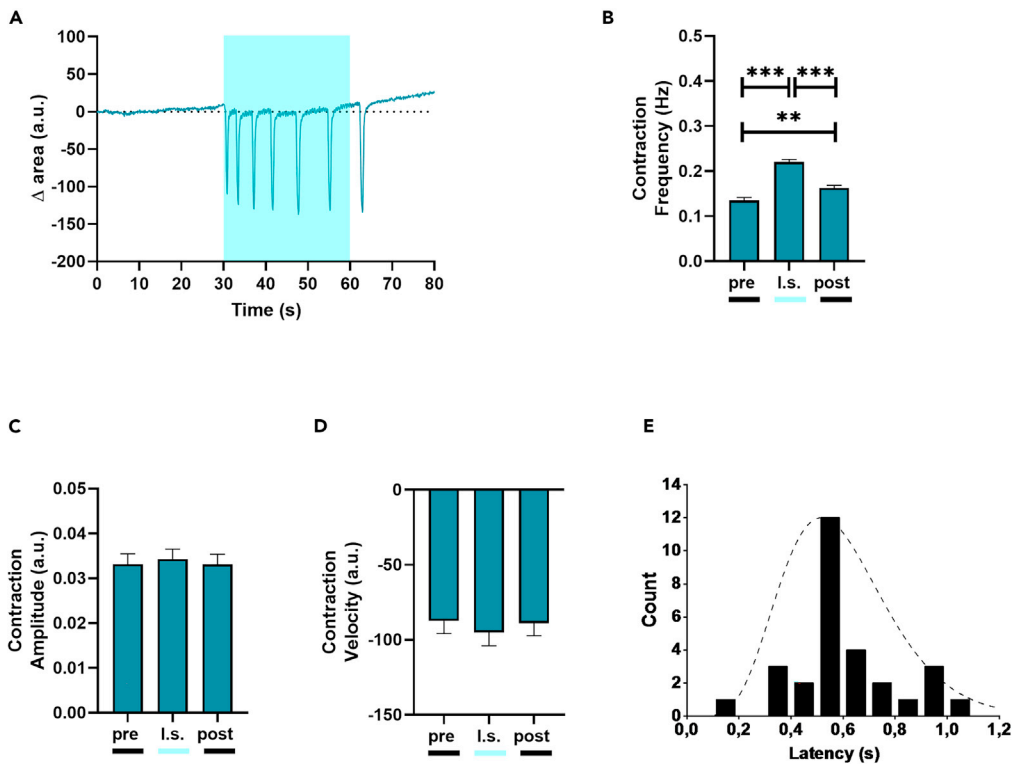 A
Δ area (a.u.)
100
50
0
-50
-100
-150
-200
0 10 20 30 40 50 60 70 80
Time (s)
B
Contraction
Frequency (Hz)
0.5
0.4
0.3
0.2
0.1
0.0
*** ***
**
pre l.s. post
C
Contraction
Amplitude (a.u.)
0.05
0.04
0.03
0.02
0.01
0.00
pre l.s. post
D
Contraction
Velocity (a.u.)
0
-50
-100
-150
pre l.s. post
E
Count
14
12
10
8
6
4
2
0
0,0 0,2 0,4 0,6 0,8 1,0 1,2
Latency (s)